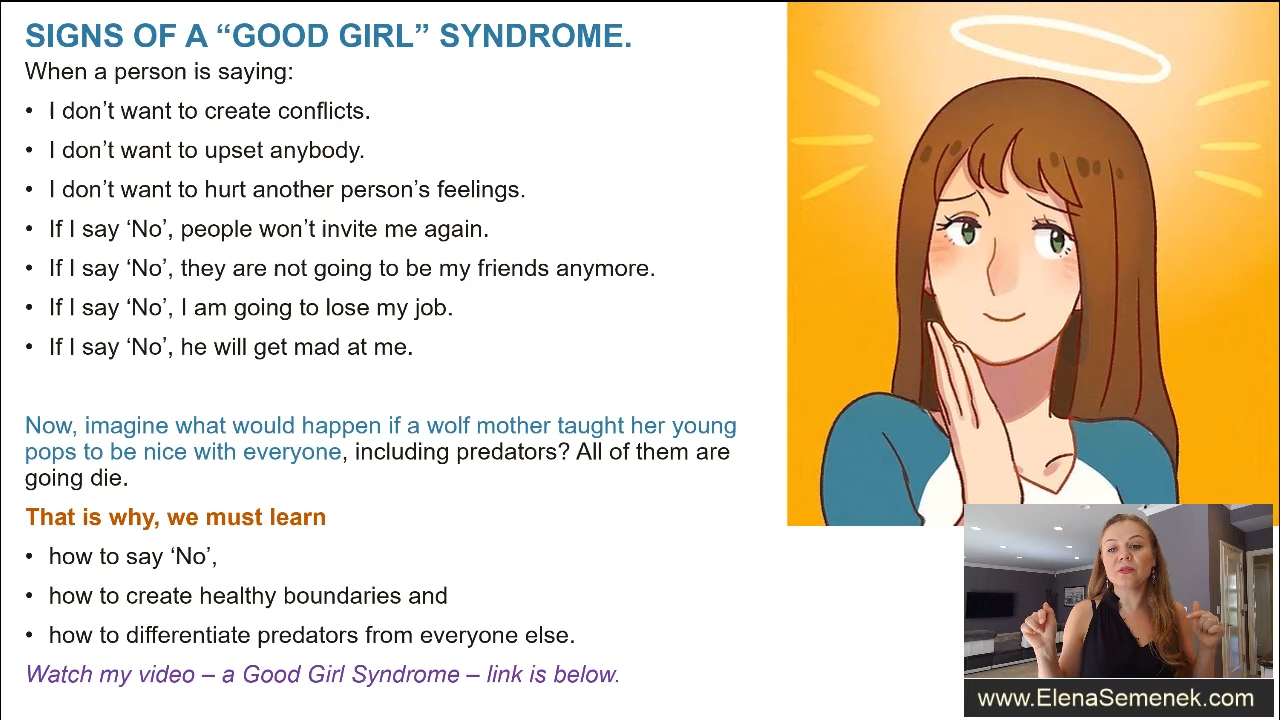 SIGNS OF A “GOOD GIRL” SYNDROME.
When a person is saying:
• I don’t want to create conflicts.
• I don’t want to upset anybody.
• I don’t want to hurt another person’s feelings.
• If I say ‘No’, people won’t invite me again.
• If I say ‘No’, they are not going to be my friends anymore.
• If I say ‘No’, I am going to lose my job.
• If I say ‘No’, he will get mad at me.
Now, imagine what would happen if a wolf mother taught her young
pops to be nice with everyone, including predators? All of them are
going die.
That is why, we must learn
• how to say ‘No’,
• how to create healthy boundaries and
• how to differentiate predators from everyone else.
Watch my video – a Good Girl Syndrome – link is below.
www.ElenaSemenek.com